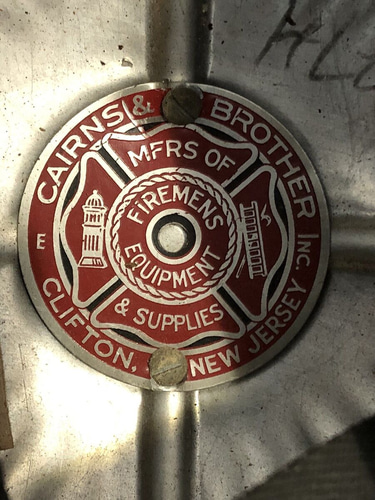 CAIRNS & BROTHER INC.
E
CLIFTON, NEW JERSEY
MFRS OF
FIREMENS
EQUIPMENT
& SUPPLIES